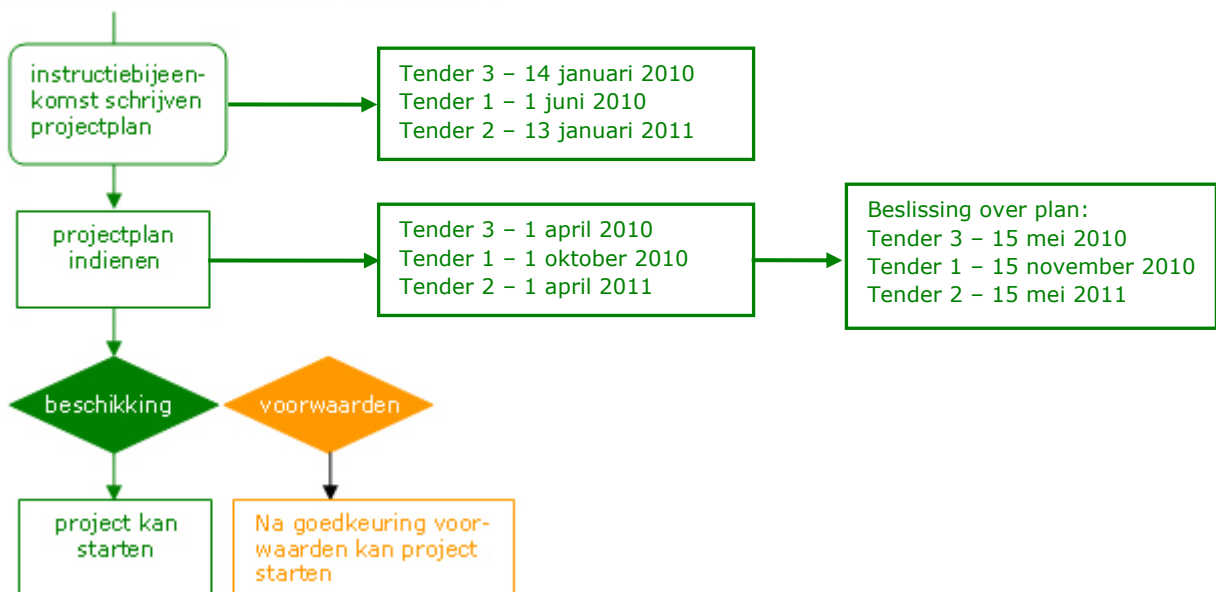 instructiebijeen-
komst schrijven
projectplan
Tender 3 – 14 januari 2010
Tender 1 – 1 juni 2010
Tender 2 – 13 januari 2011
projectplan
indienen
Tender 3 – 1 april 2010
Tender 1 – 1 oktober 2010
Tender 2 – 1 april 2011
Beslissing over plan:
Tender 3 – 15 mei 2010
Tender 1 – 15 november 2010
Tender 2 – 15 mei 2011
beschikking
voorwaarden
project kan
starten
Na goedkeuring voor-
waarden kan project
starten